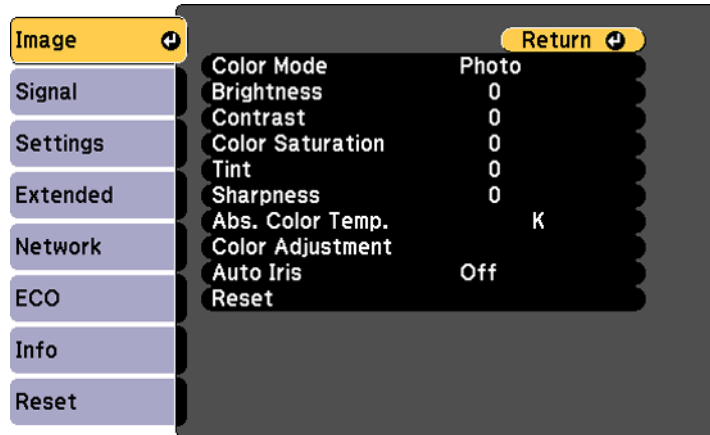 Image
Signal
Settings
Extended
Network
ECO
Info
Reset
Return
Color Mode Photo
Brightness 0
Contrast 0
Color Saturation 0
Tint 0
Sharpness 0
Abs. Color Temp. K
Color Adjustment
Auto Iris Off
Reset